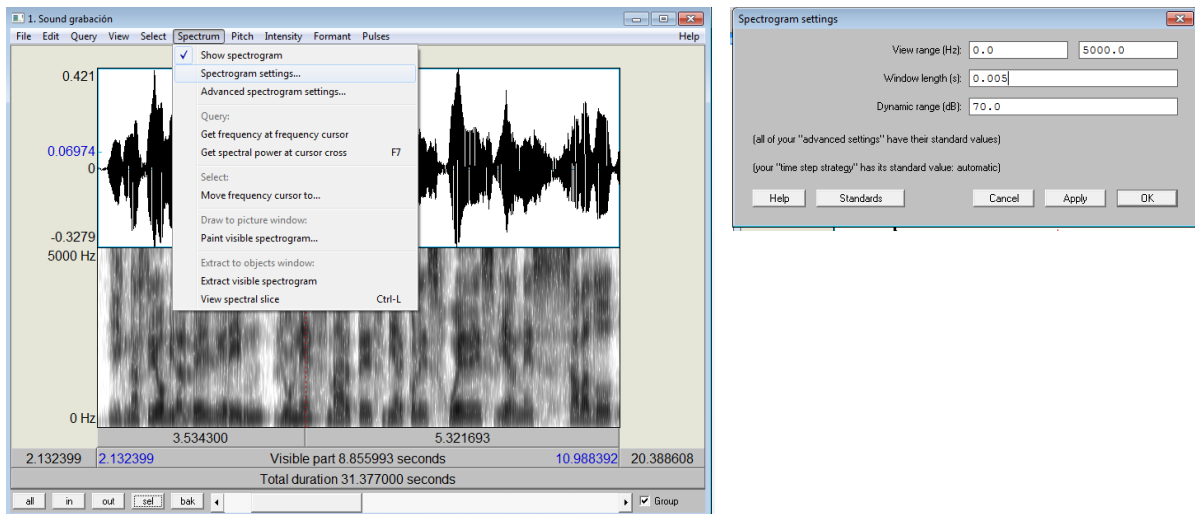 1. Sound grabación
File Edit Query View Select Spectrum Pitch Intensity Formant Pulses Help
Show spectrogram
Spectrogram settings...
Advanced spectrogram settings...
Query:
Get frequency at frequency cursor
Get spectral power at cursor cross F7
Select:
Move frequency cursor to...
Draw to picture window:
Paint visible spectrogram...
Extract to objects window:
Extract visible spectrogram
View spectral slice Ctrl-L
0.421
0.06974
0
-0.3279
5000 Hz
0 Hz
3.534300 5.321693
2.132399 2.132399 Visible part 8.855993 seconds 10.988392 20.388608
Total duration 31.377000 seconds
all in out sel bak Group
Spectrogram settings
View range (Hz): 0.0 5000.0
Window length (s): 0.005
Dynamic range (dB): 70.0
(all of your "advanced settings" have their standard values)
(your "time step strategy" has its standard value: automatic)
Help Standards Cancel Apply OK